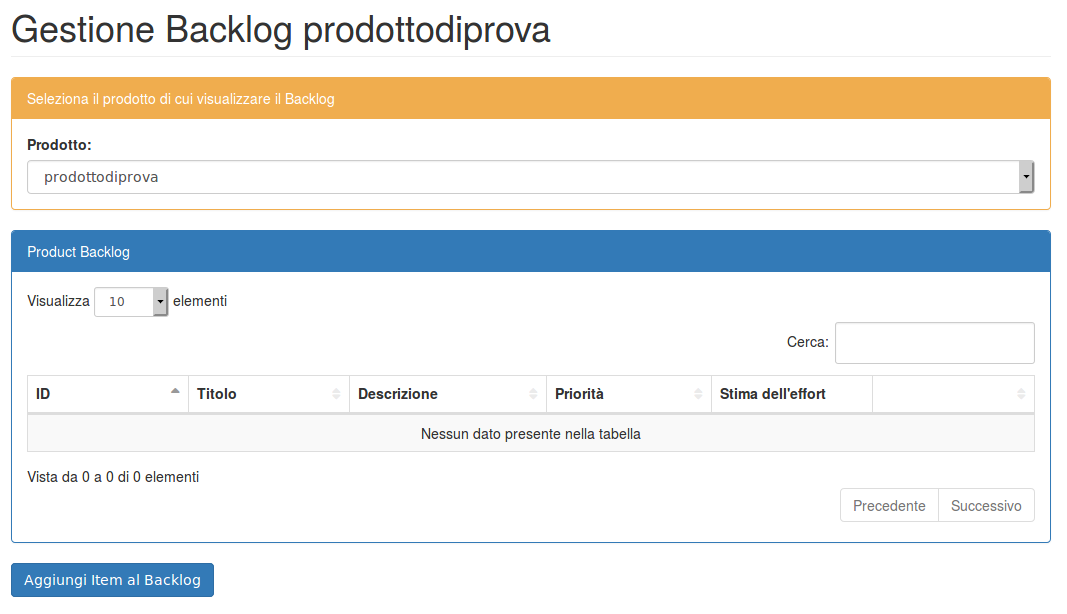 Gestione Backlog prodottodiprova
Seleziona il prodotto di cui visualizzare il Backlog
Prodotto:
prodottodiprova
Product Backlog
Visualizza 10 elementi
Cerca:
ID Titolo Descrizione Priorità Stima dell'effort
Nessun dato presente nella tabella
Vista da 0 a 0 di 0 elementi
Precedente Successivo
Aggiungi Item al Backlog